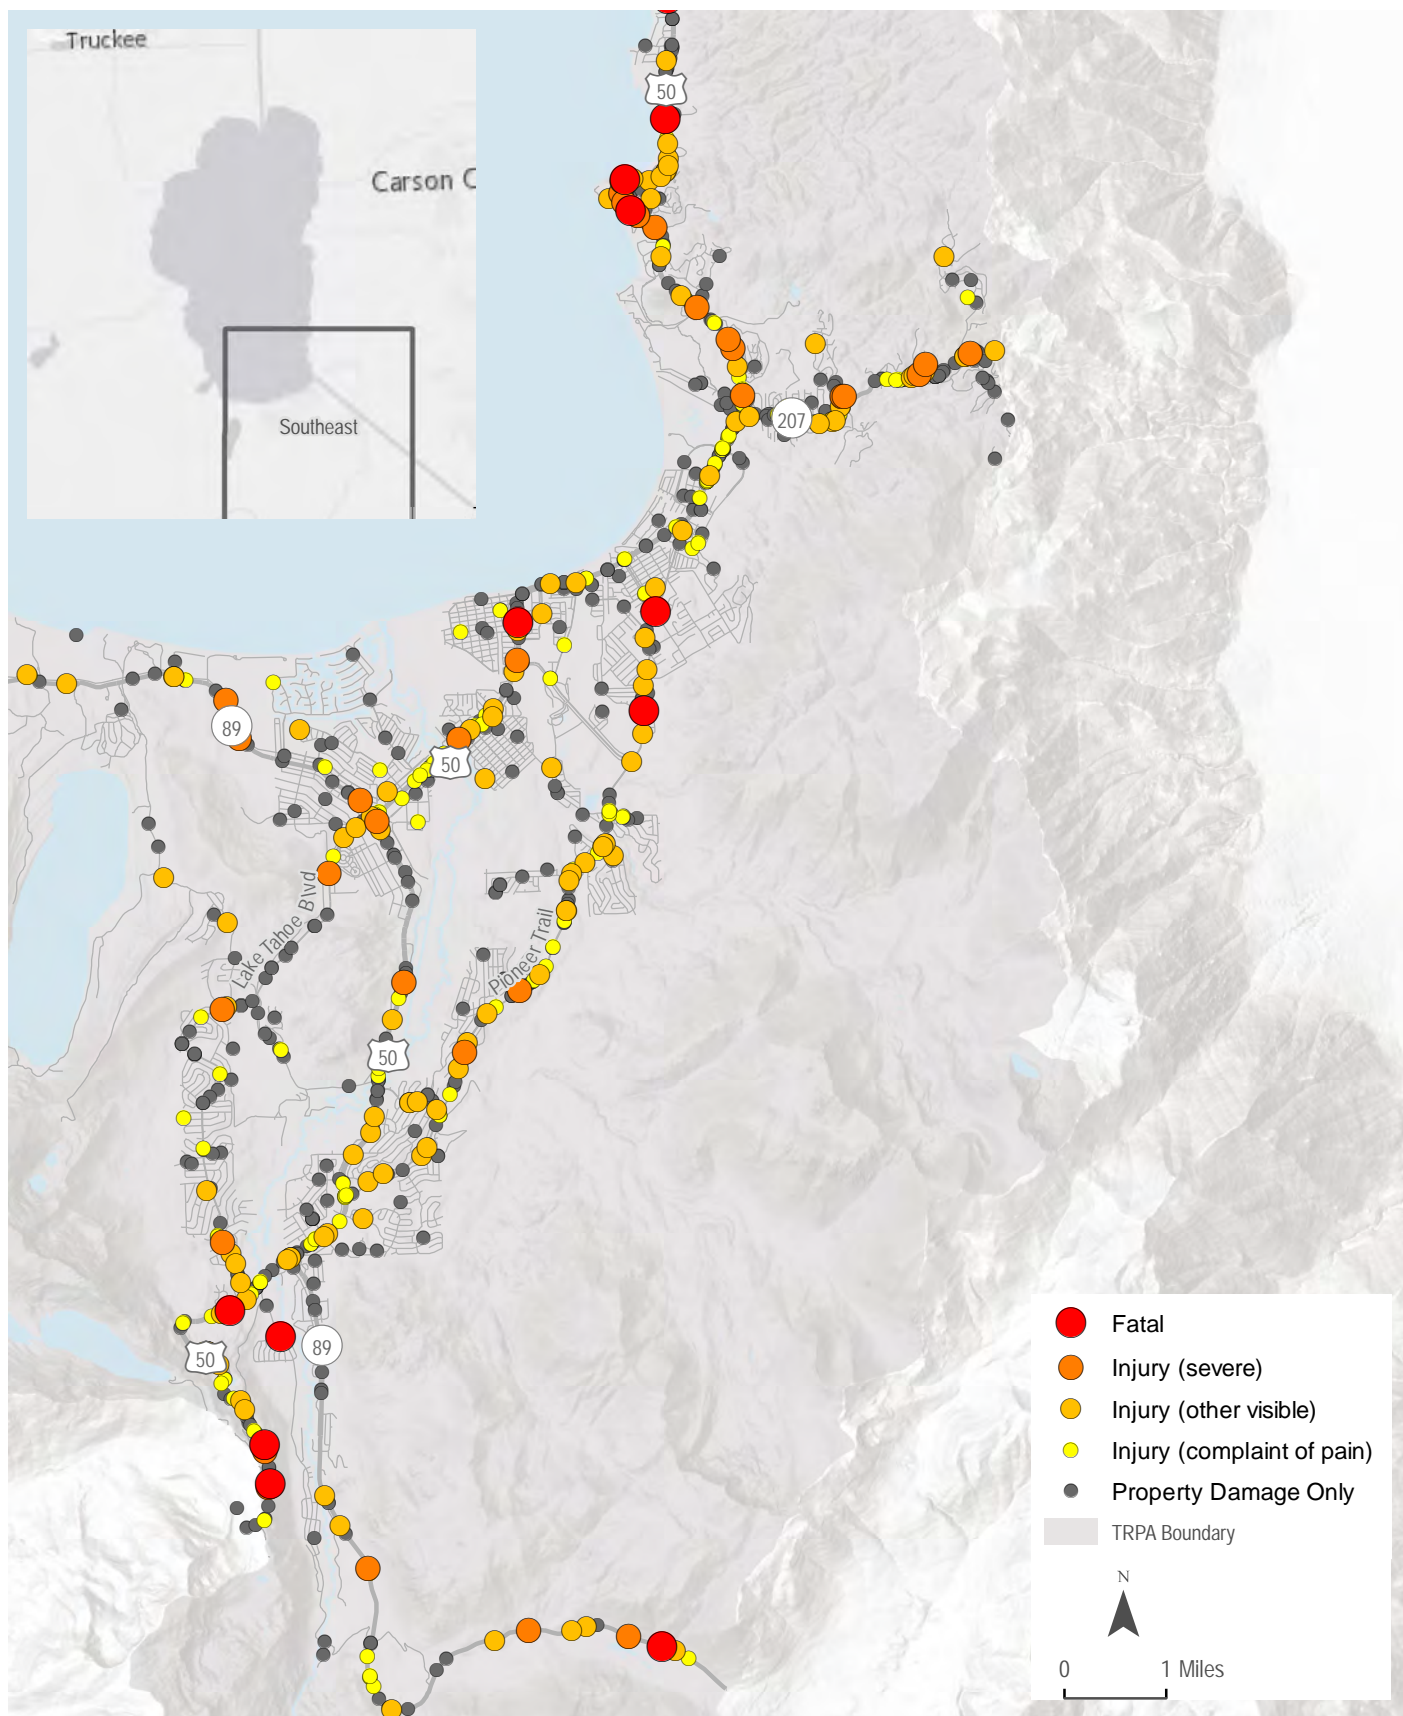 Truckee
Carson C
Southeast
50
207
89
50
Lake Tahoe Blvd
Pioneer Trail
50
50
89
Fatal
Injury (severe)
Injury (other visible)
Injury (complaint of pain)
Property Damage Only
TRPA Boundary
N
0 1 Miles